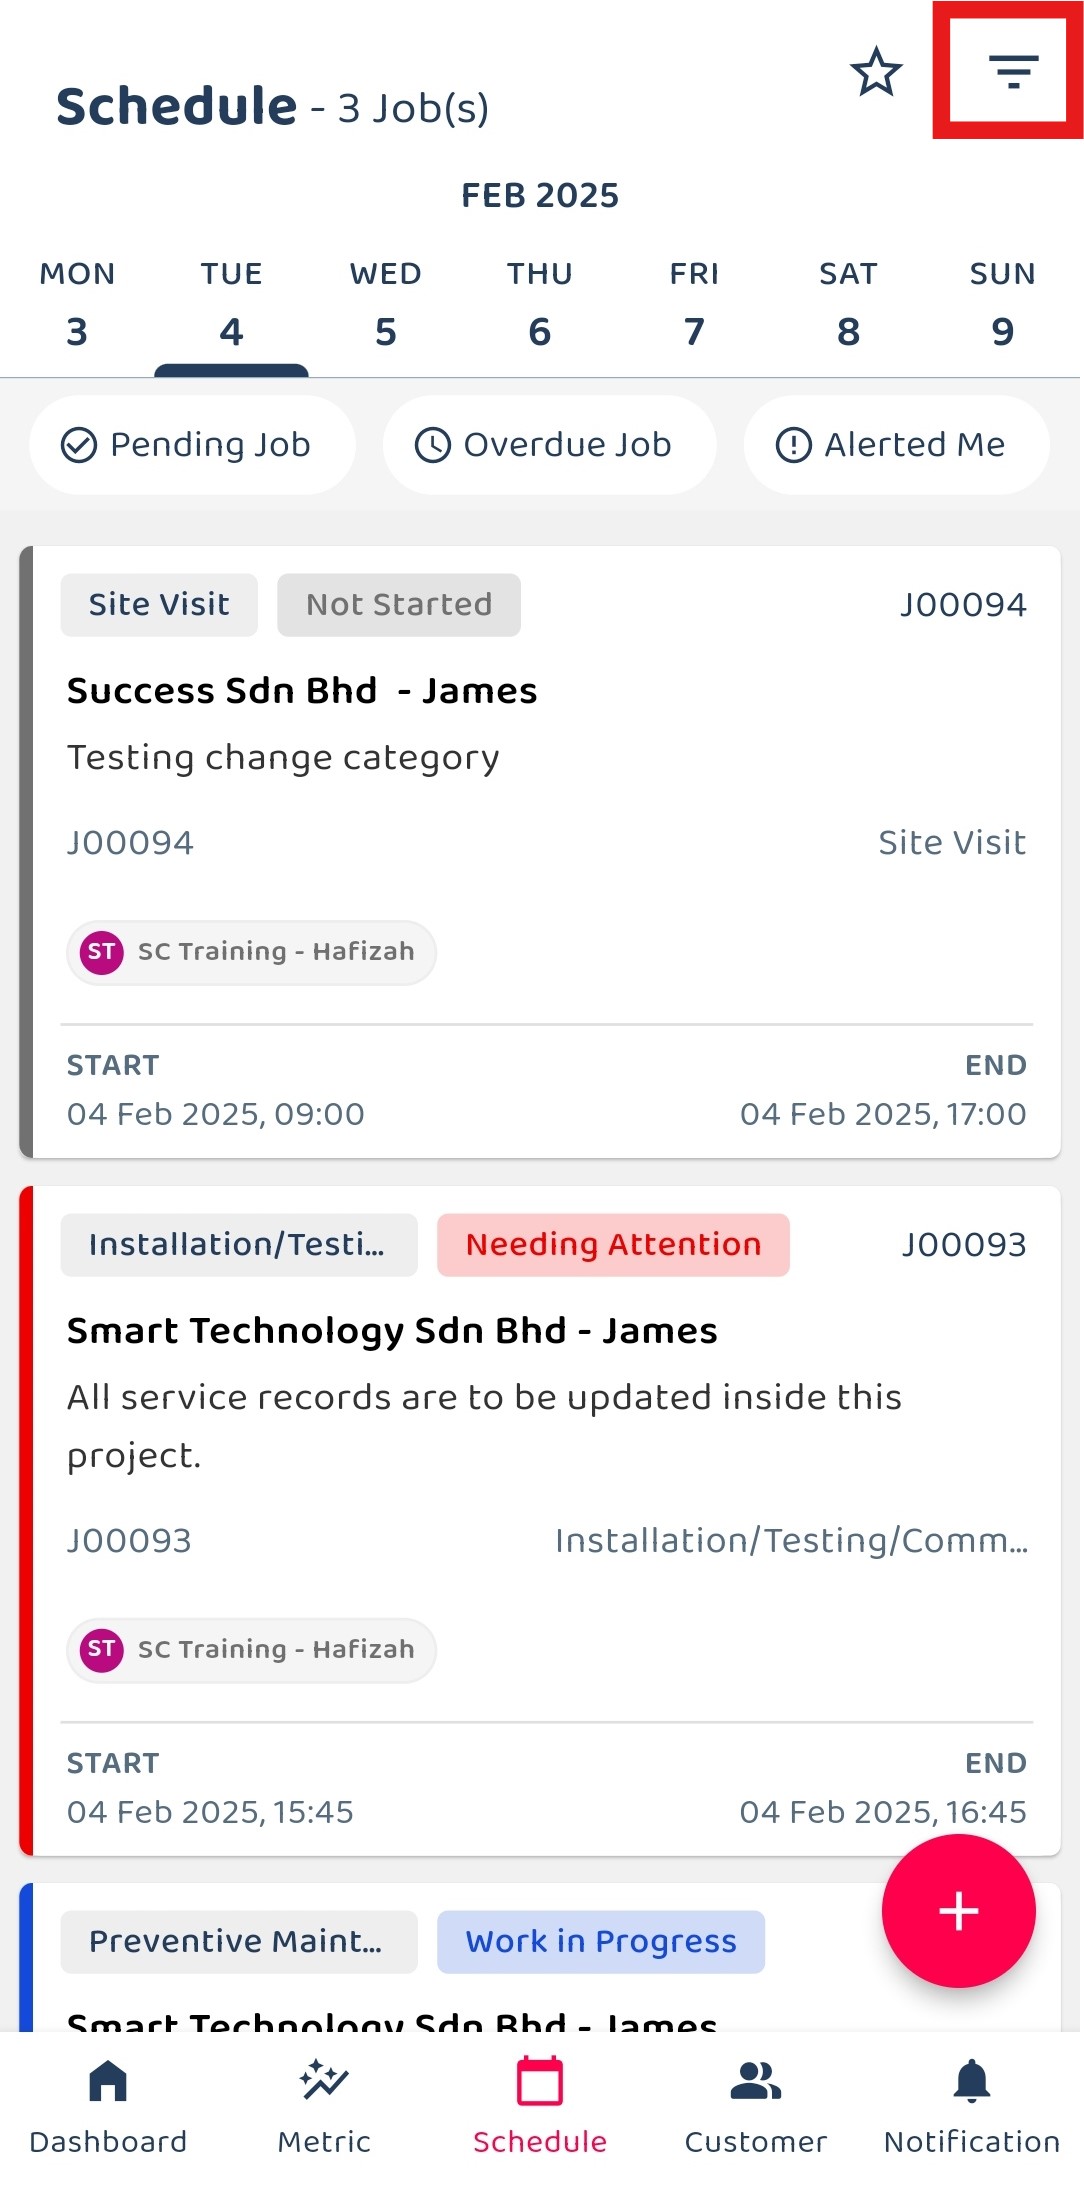 Schedule - 3 Job(s)
FEB 2025
MON TUE WED THU FRI SAT SUN
3 4 5 6 7 8 9
Pending Job Overdue Job Alerted Me
Site Visit Not Started J00094
Success Sdn Bhd - James
Testing change category
J00094 Site Visit
ST SC Training - Hafizah
START END
04 Feb 2025, 09:00 04 Feb 2025, 17:00
Installation/Testi... Needing Attention J00093
Smart Technology Sdn Bhd - James
All service records are to be updated inside this
project.
J00093 Installation/Testing/Comm...
ST SC Training - Hafizah
START END
04 Feb 2025, 15:45 04 Feb 2025, 16:45
Preventive Maint... Work in Progress
Smart Technology Sdn Bhd - James
Dashboard Metric Schedule Customer Notification